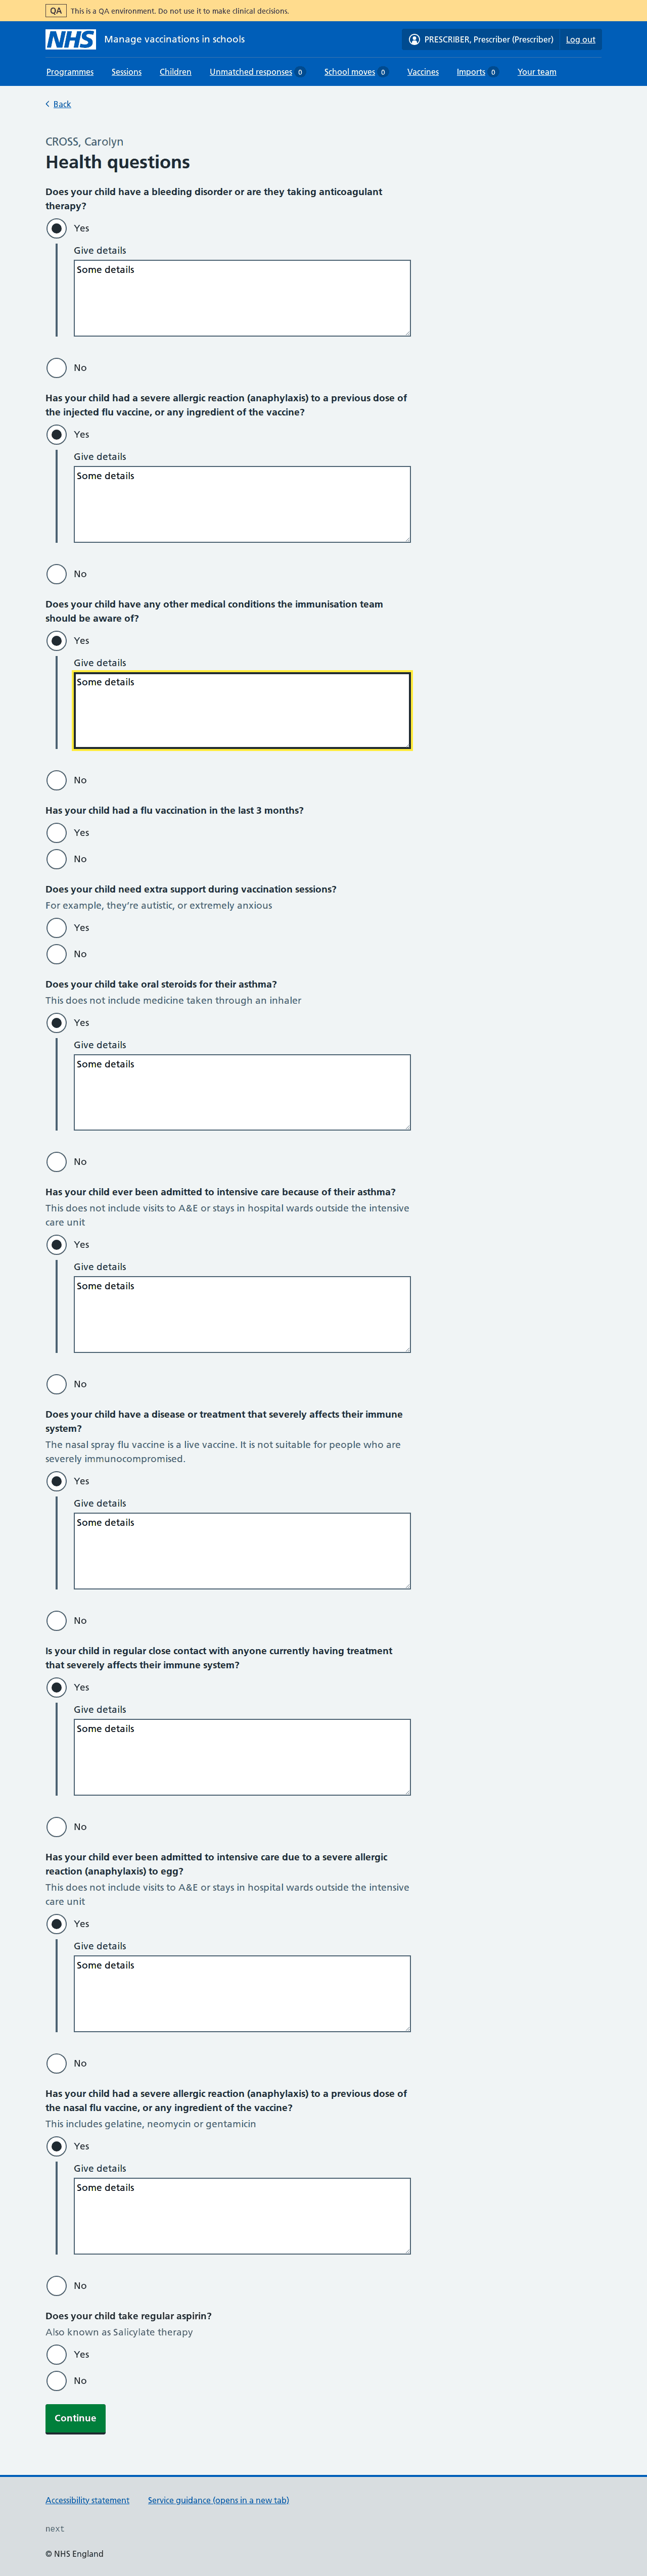 QA This is a QA environment. Do not use it to make clinical decisions.
NHS Manage vaccinations in schools PRESCRIBER, Prescriber (Prescriber) Log out
Programmes Sessions Children Unmatched responses 0 School moves 0 Vaccines Imports 0 Your team
Back
CROSS, Carolyn
Health questions
Does your child have a bleeding disorder or are they taking anticoagulant
therapy?
Yes
Give details
Some details
No
Has your child had a severe allergic reaction (anaphylaxis) to a previous dose of
the injected flu vaccine, or any ingredient of the vaccine?
Yes
Give details
Some details
No
Does your child have any other medical conditions the immunisation team
should be aware of?
Yes
Give details
Some details
No
Has your child had a flu vaccination in the last 3 months?
Yes
No
Does your child need extra support during vaccination sessions?
For example, they’re autistic, or extremely anxious
Yes
No
Does your child take oral steroids for their asthma?
This does not include medicine taken through an inhaler
Yes
Give details
Some details
No
Has your child ever been admitted to intensive care because of their asthma?
This does not include visits to A&E or stays in hospital wards outside the intensive
care unit
Yes
Give details
Some details
No
Does your child have a disease or treatment that severely affects their immune
system?
The nasal spray flu vaccine is a live vaccine. It is not suitable for people who are
severely immunocompromised.
Yes
Give details
Some details
No
Is your child in regular close contact with anyone currently having treatment
that severely affects their immune system?
Yes
Give details
Some details
No
Has your child ever been admitted to intensive care due to a severe allergic
reaction (anaphylaxis) to egg?
This does not include visits to A&E or stays in hospital wards outside the intensive
care unit
Yes
Give details
Some details
No
Has your child had a severe allergic reaction (anaphylaxis) to a previous dose of
the nasal flu vaccine, or any ingredient of the vaccine?
This includes gelatine, neomycin or gentamicin
Yes
Give details
Some details
No
Does your child take regular aspirin?
Also known as Salicylate therapy
Yes
No
Continue
Accessibility statement Service guidance (opens in a new tab)
next
© NHS England